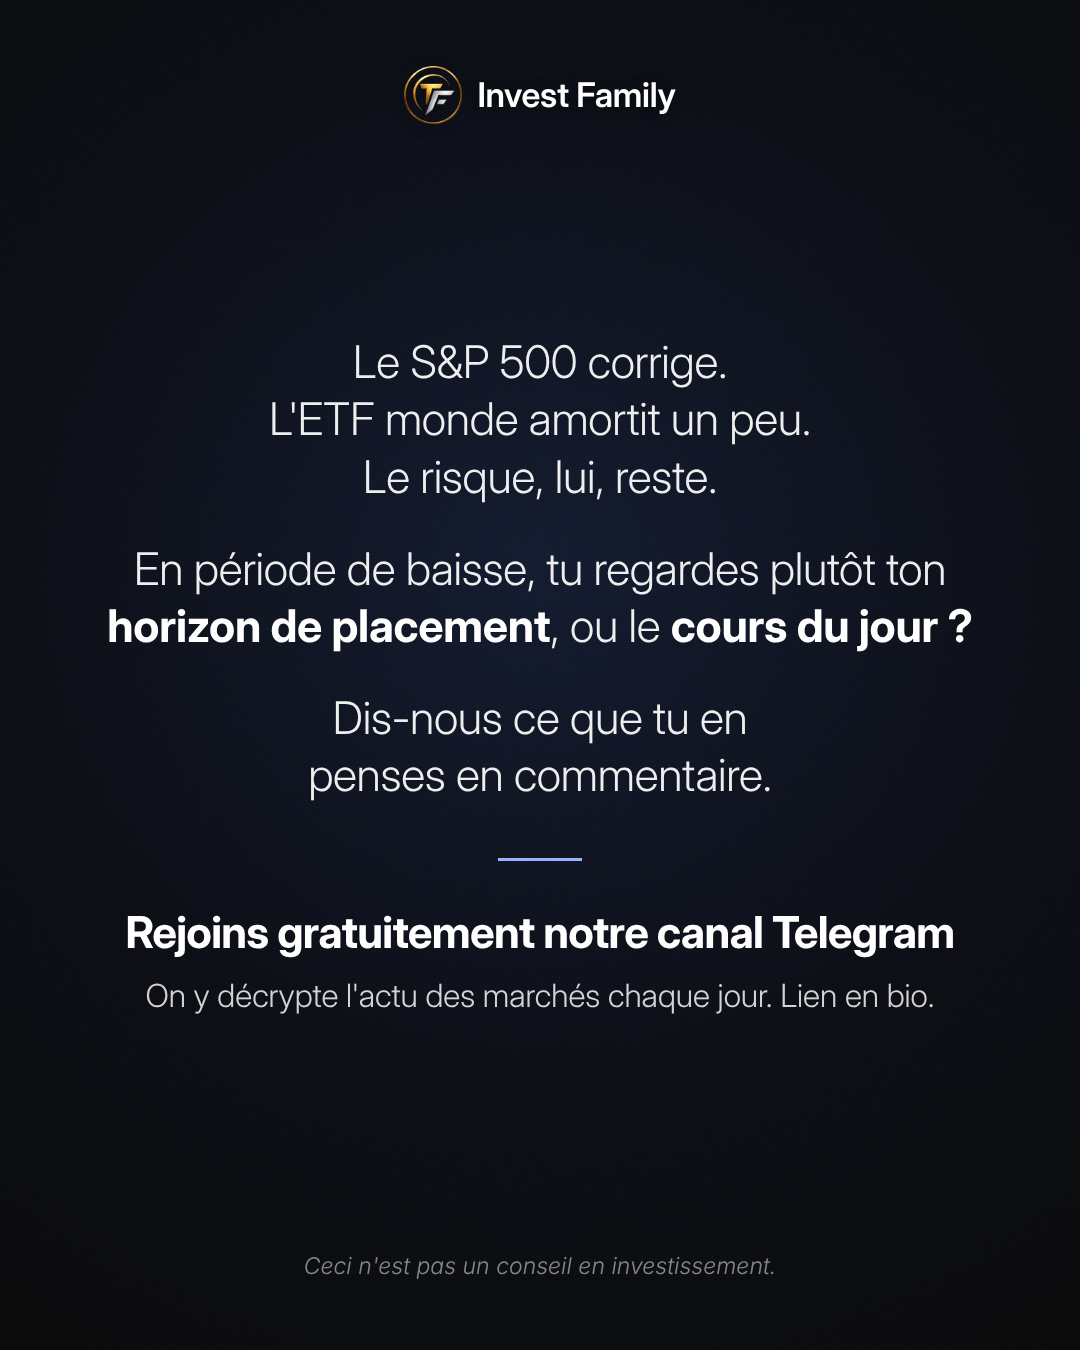 TF Invest Family
Le S&P 500 corrige.
L'ETF monde amortit un peu.
Le risque, lui, reste.
En période de baisse, tu regardes plutôt ton
horizon de placement, ou le cours du jour ?
Dis-nous ce que tu en
penses en commentaire.
Rejoins gratuitement notre canal Telegram
On y décrypte l'actu des marchés chaque jour. Lien en bio.
Ceci n'est pas un conseil en investissement.